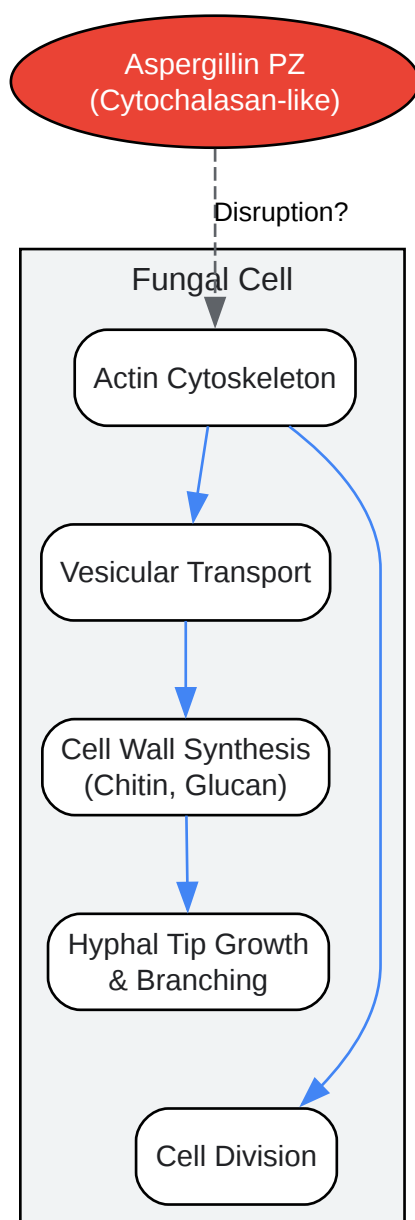 Aspergillin PZ
(Cytochalasan-like)
Disruption?
Fungal Cell
Actin Cytoskeleton
Vesicular Transport
Cell Wall Synthesis
(Chitin, Glucan)
Hyphal Tip Growth
& Branching
Cell Division